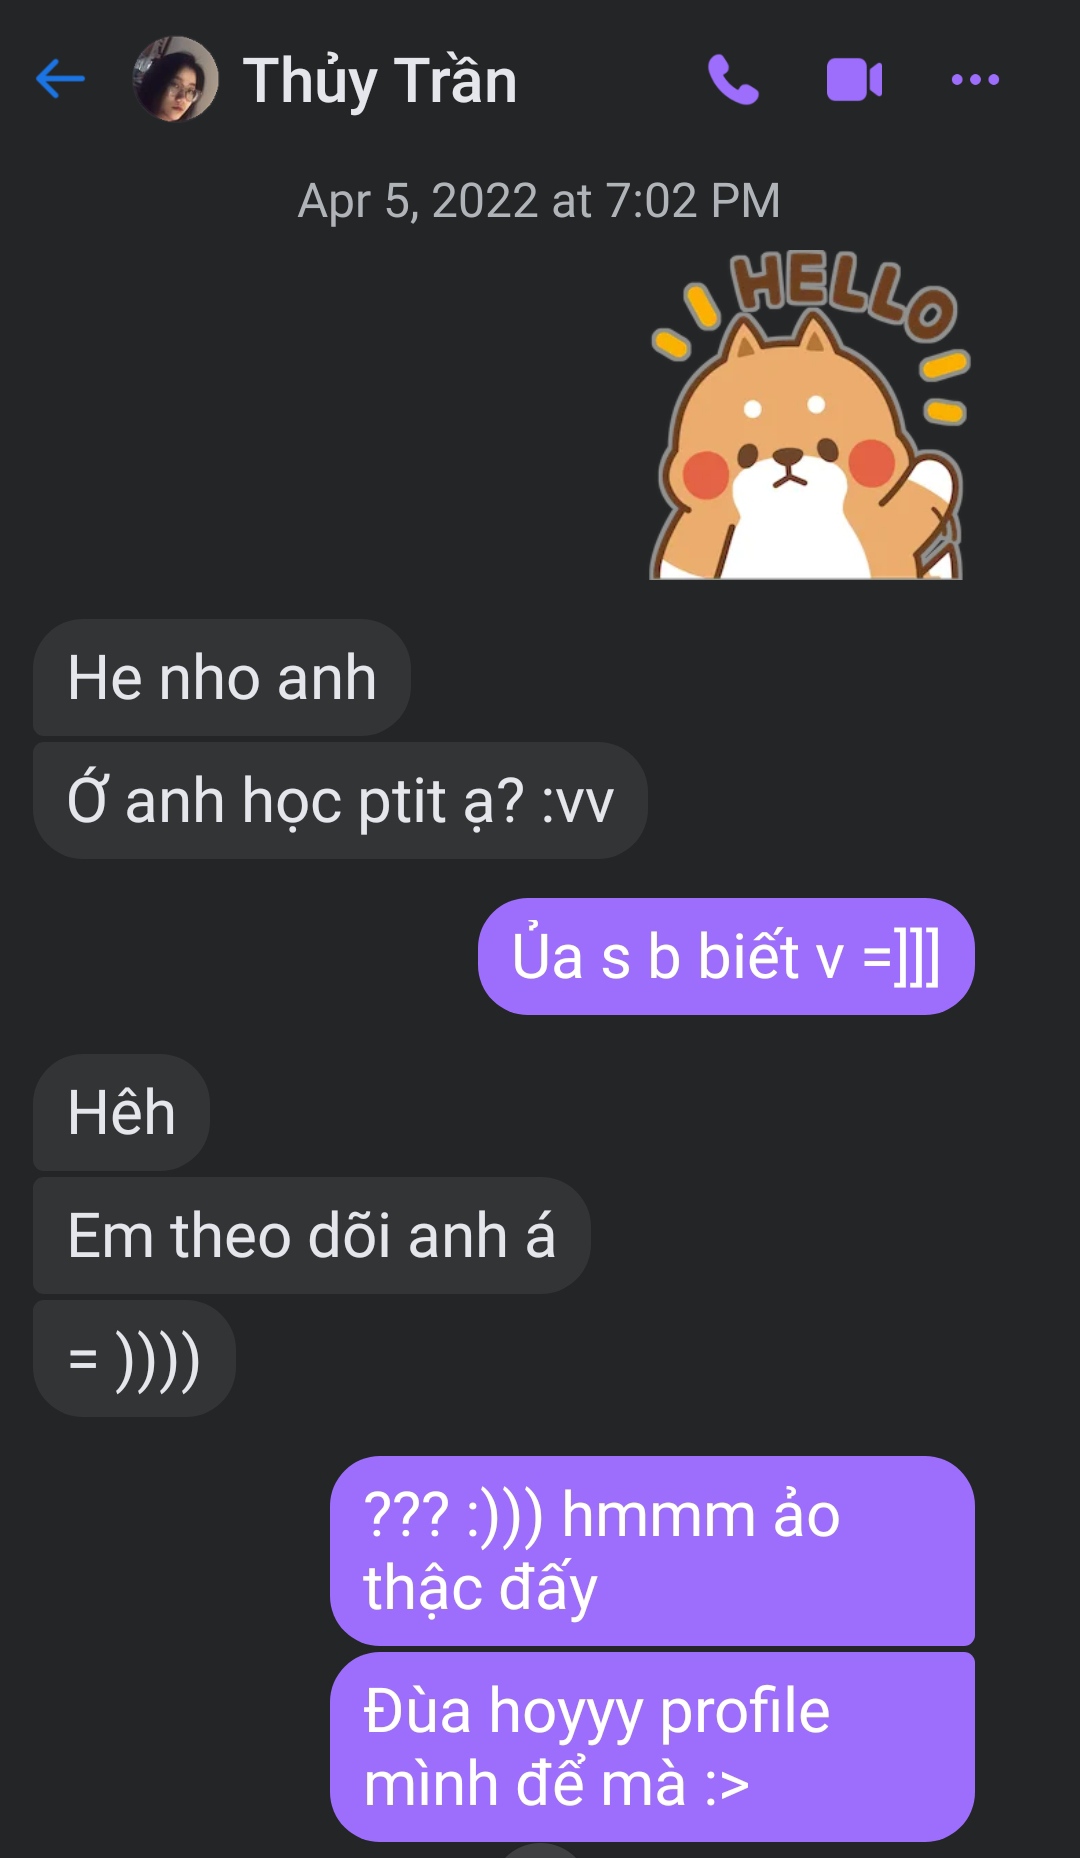 Thủy Trần
Apr 5, 2022 at 7:02 PM
HELLO
He nho anh
Ớ anh học ptit ạ? :vv
Ủa s b biết v =]]]
Hêh
Em theo dõi anh á
= ))))
??? :))) hmmm ảo
thậc đấy
Đùa hoyyy profile
mình để mà :>